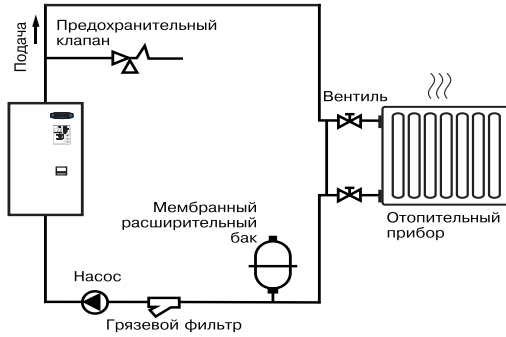 Подача
Предохранительный
клапан
Вентиль
Мембранный
расширительный
бак
Отопительный
прибор
Насос
Грязевой фильтр